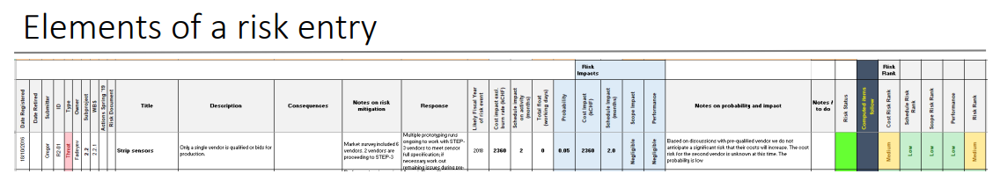 Elements of a risk entry
Risk
Impacts
Risk
Rank
Date Registered
Date Retired
Submitter
ID
Type
Owner
Subproject
WBS
Actions Spring '19
Risk Document
Title
Description
Consequences
Notes on risk
mitigation
Response
Likely Fiscal Year
of risk event
Cost impact excl.
burn rate (kCHF)
Schedule impact
on activity
(months)
Total float
(working days)
Probability
Cost Impact
(kCHF)
Schedule Impact
(months)
Scope Impact
Performance
Notes on probability and impact
Notes /
to do
Risk Status
Computed items
follow
Cost Risk Rank
Schedule Risk
Rank
Scope Risk Rank
Performance
Risk Rank
18/10/2016
Gregor
R2-01
Threat
Fadeyev
2.2
2.2.1
Strip sensors
Only a single vendor is qualified or bids for
production.
Market survey included 6
vendors. 2 vendors are
proceeding to STEP-3
Multiple prototyping runs
ongoing to work with STEP-
3 vendors to meet sensor
full specification; if
necessary work out
remaining issues during pre-
2018
2360
2
0
0.05
2360
2.0
Negligible
Negligible
Based on discussions with pre-qualified vendor we do not
anticipate a significant risk that their costs will increase. The cost
risk for the second vendor is unknown at this time. The
probability is low
Medium
Low
Low
Low
Medium